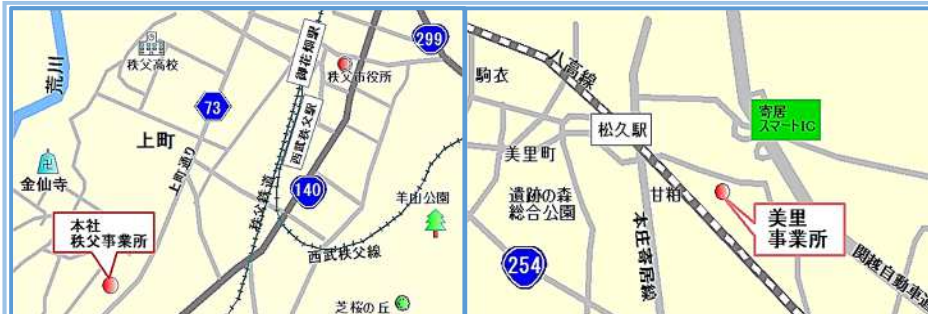 荒川
秩父高校
73
上町
上町通り
卍
金仙寺
本社
秩父事業所
299
御花畑駅
秩父市役所
西武秩父駅
140
秩父鉄道
羊山公園
西武秩父線
芝桜の丘
八高線
駒衣
松久駅
寄居
スマートIC
美里町
遺跡の森
総合公園
甘粕
美里
事業所
254
本庄寄居線
関越自動車道